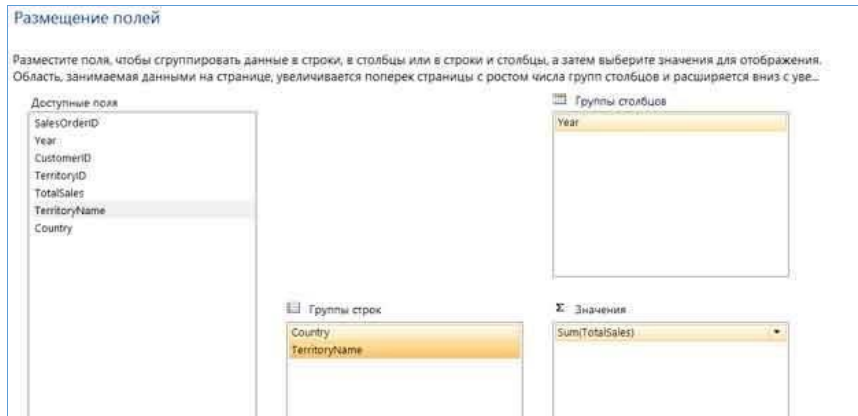 Размещение полей
Разместите поля, чтобы сгруппировать данные в строки, в столбцы или в строки и столбцы, а затем выберите значения для отображения.
Область, занимаемая данными на странице, увеличивается поперек страницы с ростом числа групп столбцов и расширяется вниз с уве...
Доступные поля
SalesOrderID
Year
CustomerID
TerritoryID
TotalSales
TerritoryName
Country
Группы столбцов
Year
Группы строк
Country
TerritoryName
Σ Значения
Sum(TotalSales)